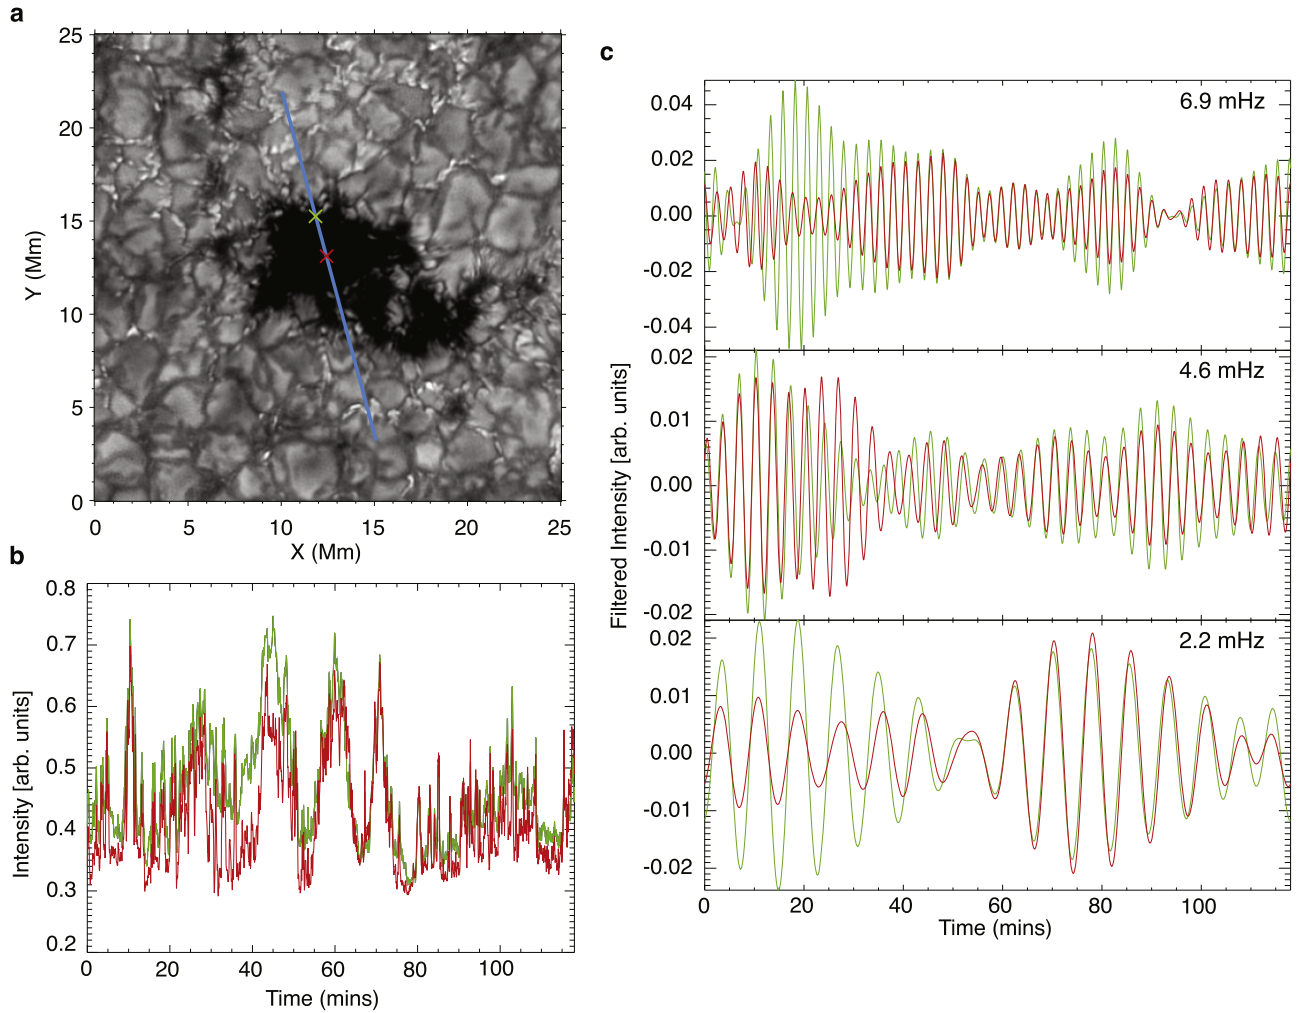 a
25
20
15
10
5
0
Y (Mm)
0 5 10 15 20 25
X (Mm)
b
0.8
0.7
0.6
0.5
0.4
0.3
0.2
Intensity [arb. units]
0 20 40 60 80 100
Time (mins)
c
6.9 mHz
0.04
0.02
0.00
-0.02
-0.04
4.6 mHz
0.02
0.01
0.00
-0.01
-0.02
Filtered Intensity [arb. units]
2.2 mHz
0.02
0.01
0.00
-0.01
-0.02
0 20 40 60 80 100
Time (mins)